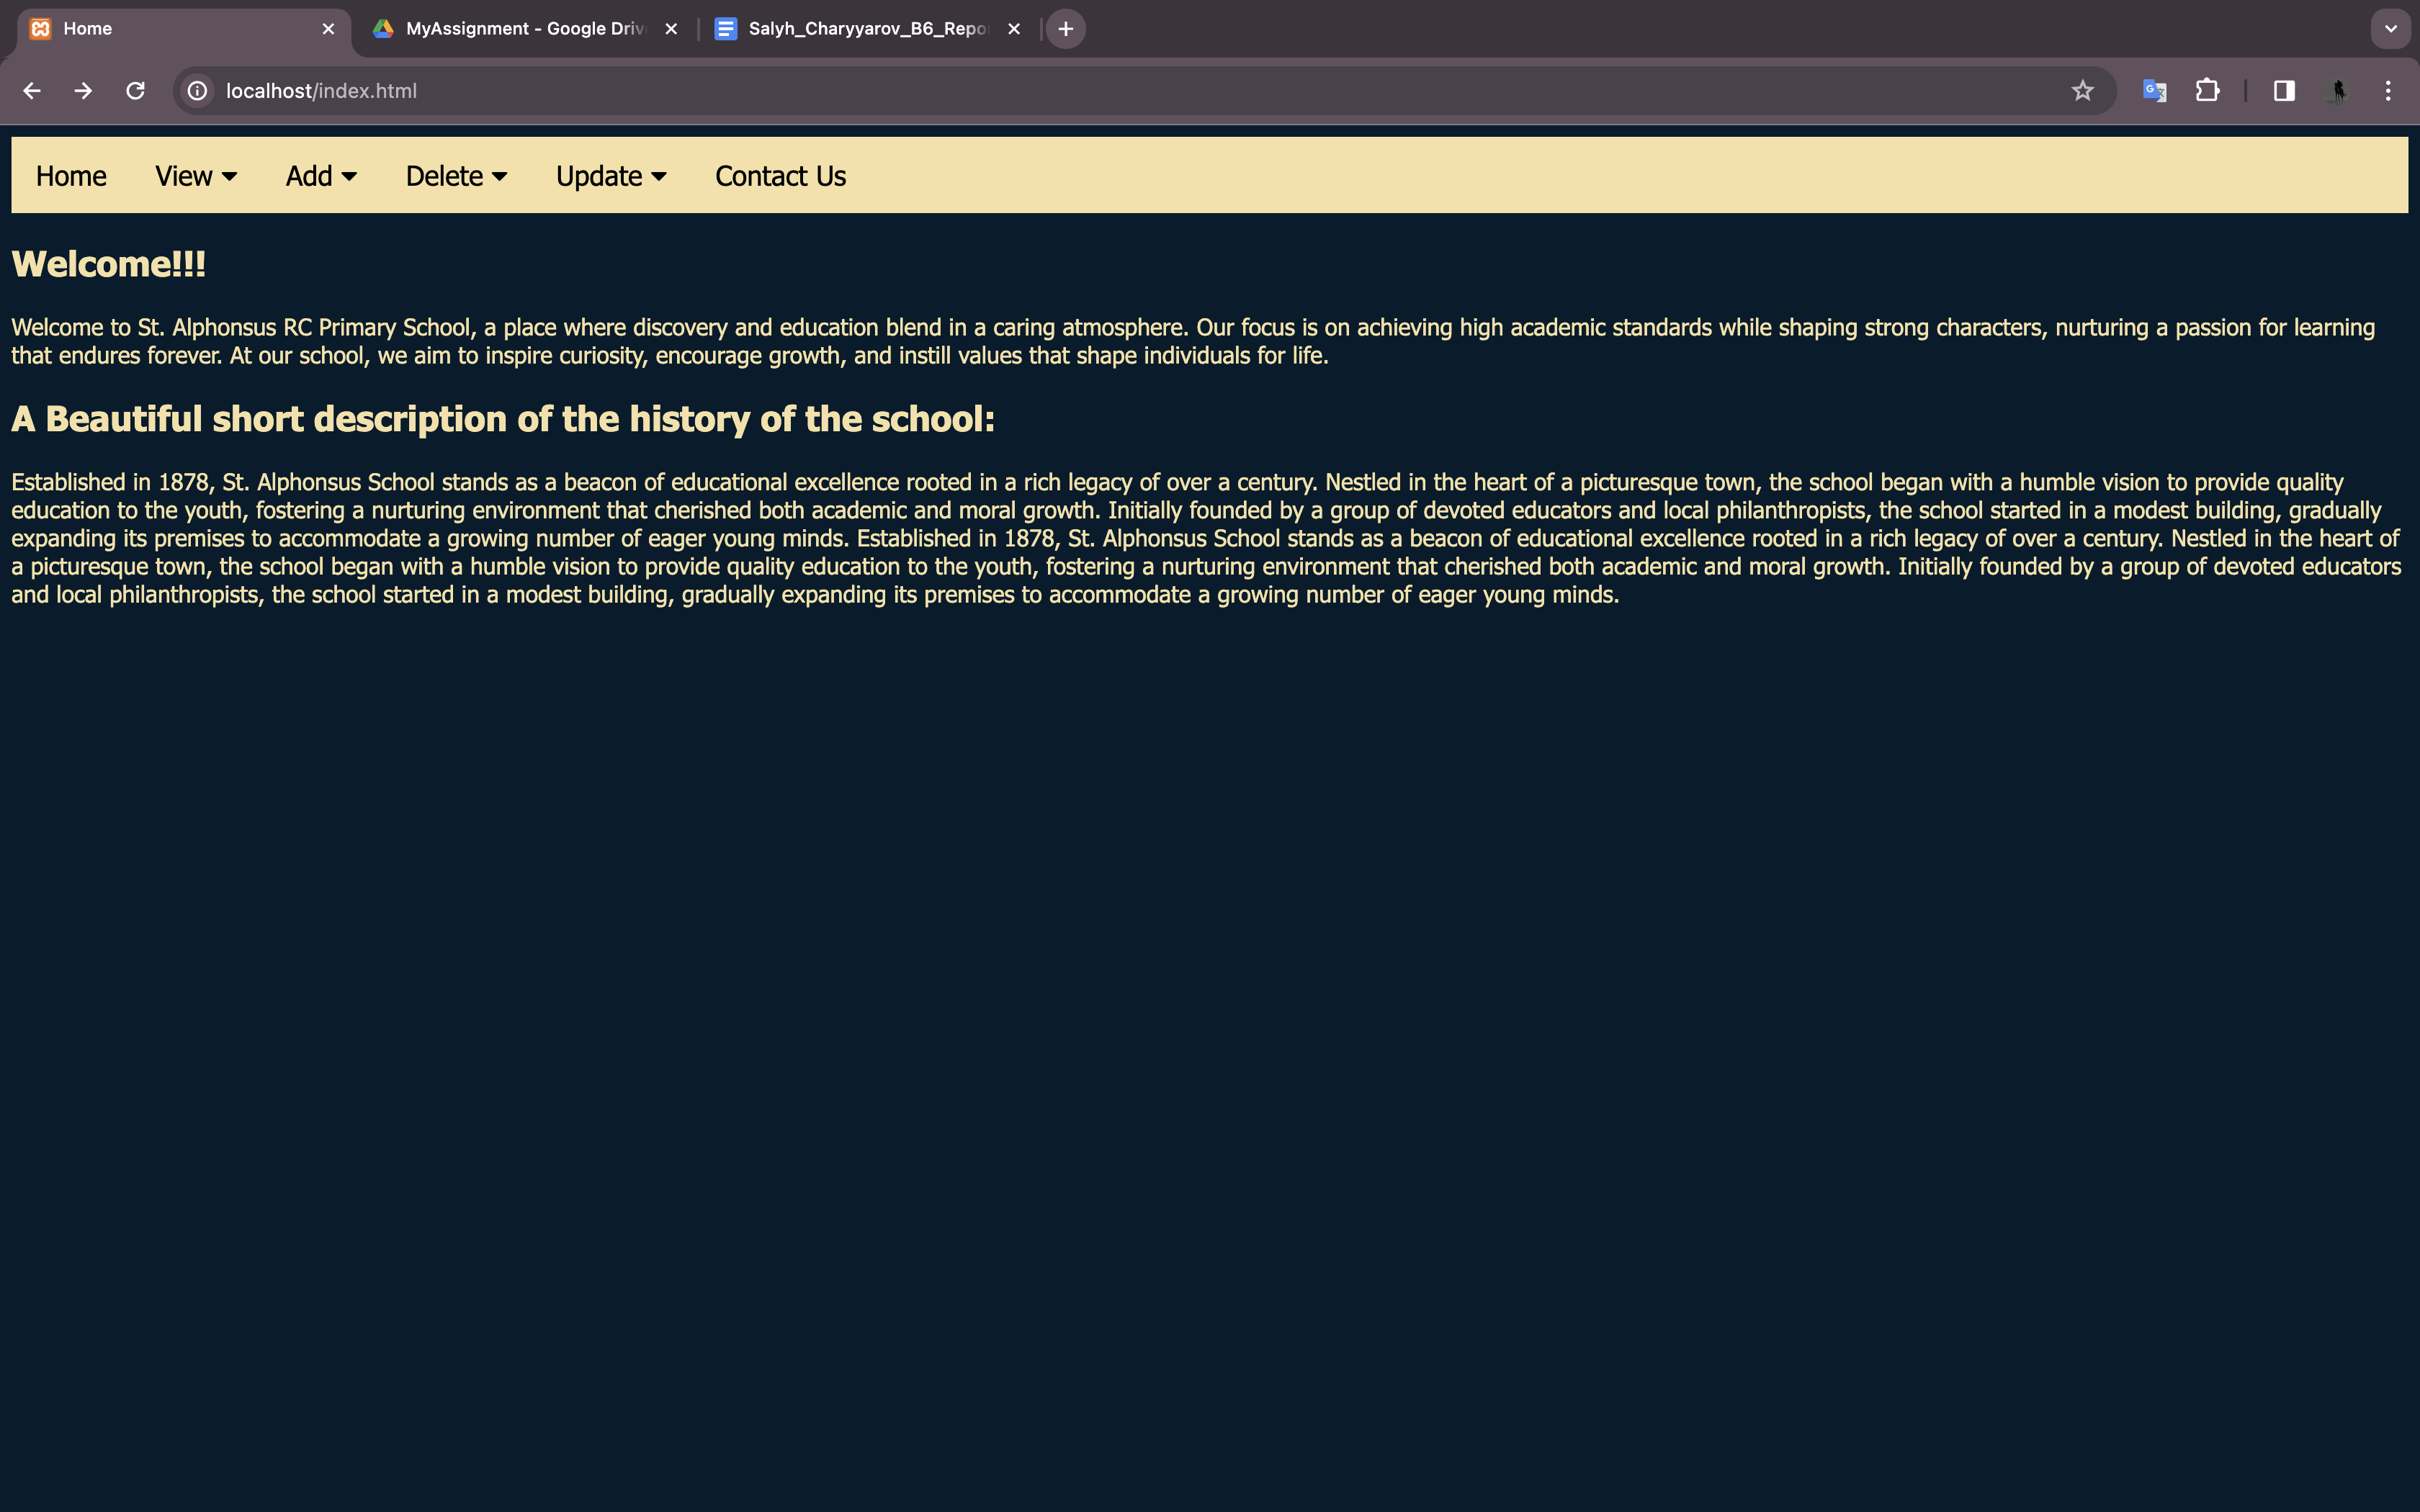 Home
MyAssignment - Google Driv
Salyh_Charyyarov_B6_Repo
localhost/index.html
Home View Add Delete Update Contact Us
Welcome!!!
Welcome to St. Alphonsus RC Primary School, a place where discovery and education blend in a caring atmosphere. Our focus is on achieving high academic standards while shaping strong characters, nurturing a passion for learning
that endures forever. At our school, we aim to inspire curiosity, encourage growth, and instill values that shape individuals for life.
A Beautiful short description of the history of the school:
Established in 1878, St. Alphonsus School stands as a beacon of educational excellence rooted in a rich legacy of over a century. Nestled in the heart of a picturesque town, the school began with a humble vision to provide quality
education to the youth, fostering a nurturing environment that cherished both academic and moral growth. Initially founded by a group of devoted educators and local philanthropists, the school started in a modest building, gradually
expanding its premises to accommodate a growing number of eager young minds. Established in 1878, St. Alphonsus School stands as a beacon of educational excellence rooted in a rich legacy of over a century. Nestled in the heart of
a picturesque town, the school began with a humble vision to provide quality education to the youth, fostering a nurturing environment that cherished both academic and moral growth. Initially founded by a group of devoted educators
and local philanthropists, the school started in a modest building, gradually expanding its premises to accommodate a growing number of eager young minds.